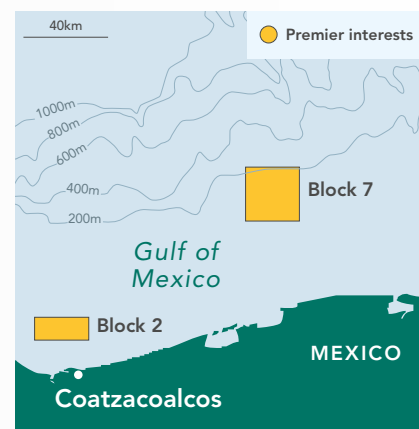 40km
Premier interests
1000m
800m
600m
400m
200m
Block 7
Gulf of
Mexico
Block 2
MEXICO
Coatzacoalcos